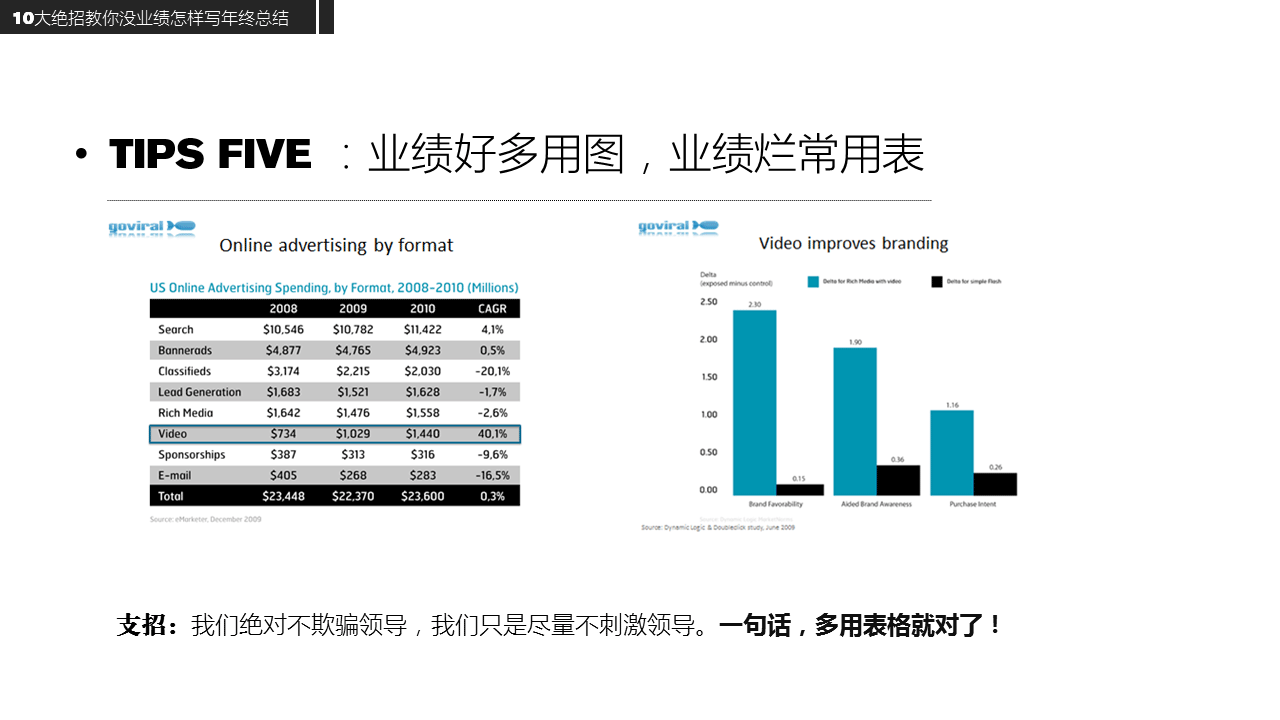 10大绝招教你没业绩怎样写年终总结
• TIPS FIVE ：业绩好多用图，业绩烂常用表
goviral
Online advertising by format
US Online Advertising Spending, by Format, 2008-2010 (Millions)
2008 2009 2010 CAGR
Search $10,546 $10,782 $11,422 4,1%
Bannerads $4,877 $4,765 $4,923 0,5%
Classifieds $3,174 $2,215 $2,030 -20,1%
Lead Generation $1,683 $1,521 $1,628 -1,7%
Rich Media $1,642 $1,476 $1,558 -2,6%
Video $734 $1,029 $1,440 40,1%
Sponsorships $387 $313 $316 -9,6%
E-mail $405 $268 $283 -16,5%
Total $23,448 $22,370 $23,600 0,3%
Source: eMarketer, December 2009
goviral
Video improves branding
Delta
(exposed minus control)
Delta for Rich Media with video
Delta for simple Flash
2.50
2.00
1.50
1.00
0.50
0.00
2.30
0.15
1.90
0.36
1.16
0.26
Brand Favorability
Aided Brand Awareness
Purchase Intent
Source: Dynamic Logic & Doubleclick study, June 2009
支招：我们绝对不欺骗领导，我们只是尽量不刺激领导。一句话，多用表格就对了！